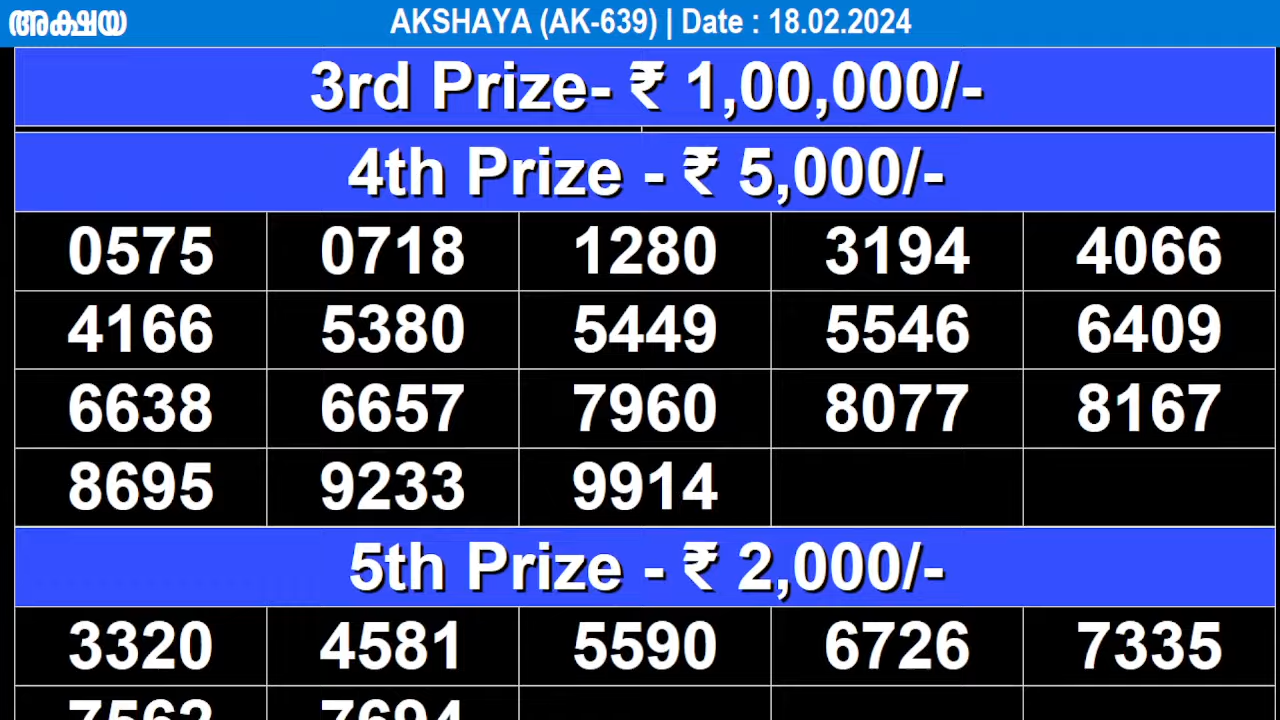 അക്ഷയ AKSHAYA (AK-639) | Date : 18.02.2024
3rd Prize- ₹ 1,00,000/-
4th Prize - ₹ 5,000/-
0575 0718 1280 3194 4066
4166 5380 5449 5546 6409
6638 6657 7960 8077 8167
8695 9233 9914
5th Prize - ₹ 2,000/-
3320 4581 5590 6726 7335
7562 7694